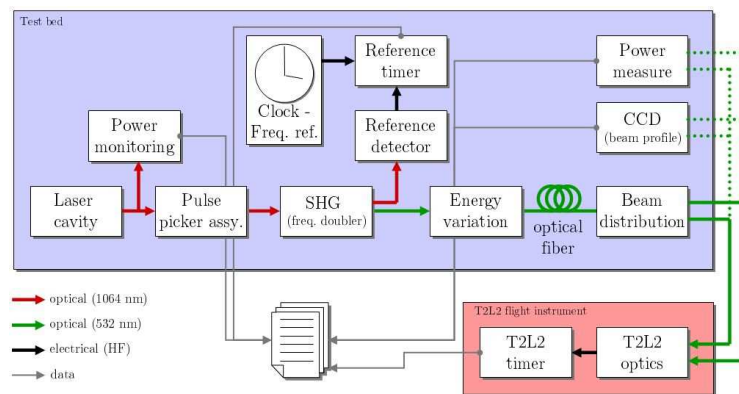 Test bed
Clock -
Freq. ref.
Reference
timer
Power
measure
Power
monitoring
Reference
detector
CCD
(beam profile)
Laser
cavity
Pulse
picker assy.
SHG
(freq. doubler)
Energy
variation
optical
fiber
Beam
distribution
optical (1064 nm)
optical (532 nm)
electrical (HF)
data
T2L2 flight instrument
T2L2
timer
T2L2
optics